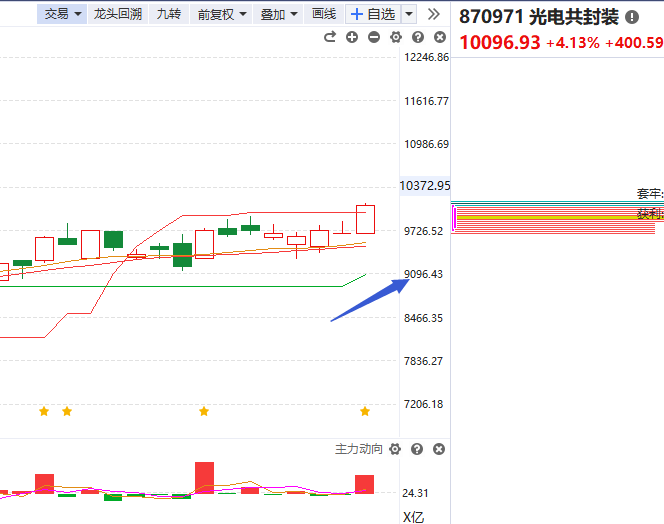 交易 龙头回溯 九转 前复权 叠加 画线 +自选
870971 光电共封装
10096.93 +4.13% +400.59
12246.86
11616.77
10986.69
10372.95
套牢:
获利:
9726.52
9096.43
8466.35
7836.27
7206.18
主力动向
24.31
X亿